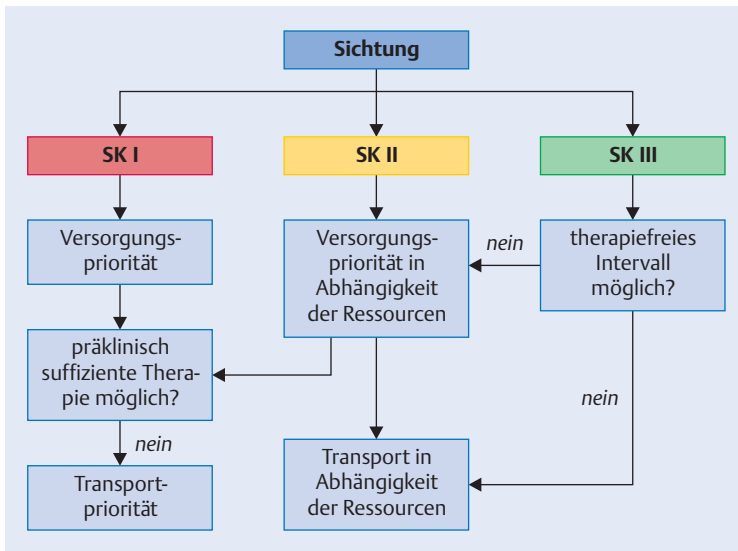 Sichtung
SK I
SK II
SK III
Versorgungs-
priorität
Versorgungs-
priorität in
Abhängigkeit
der Ressourcen
nein
therapiefreies
Intervall
möglich?
präklinisch
suffiziente Thera-
pie möglich?
nein
nein
Transport-
priorität
Transport in
Abhängigkeit
der Ressourcen